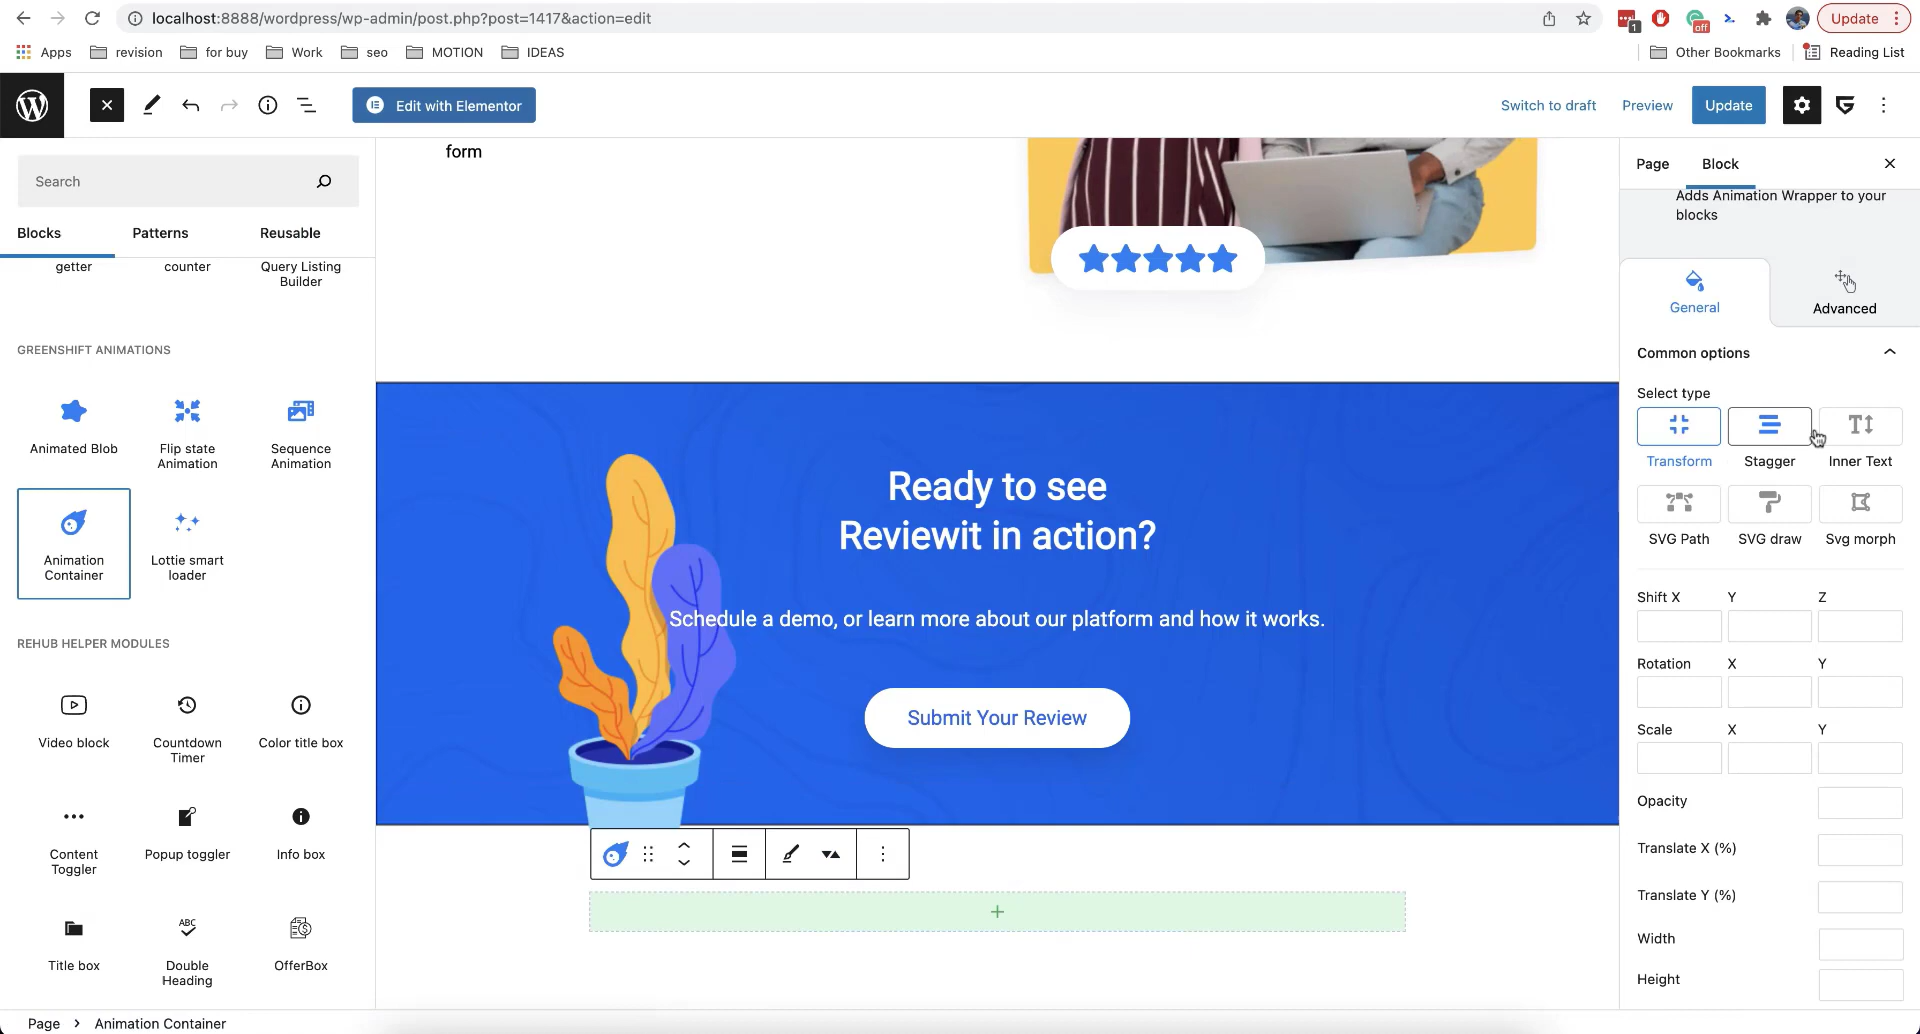 localhost:8888/wordpress/wp-admin/post.php?post=1417&action=edit
1
off
Update
Apps
revision
for buy
Work
seo
MOTION
IDEAS
Other Bookmarks
Reading List
Edit with Elementor
Switch to draft
Preview
Update
Search
Blocks
Patterns
Reusable
getter
counter
Query Listing
Builder
GREENSHIFT ANIMATIONS
Animated Blob
Flip state
Animation
Sequence
Animation
Animation
Container
Lottie smart
loader
REHUB HELPER MODULES
Video block
Countdown
Timer
Color title box
Content
Toggler
Popup toggler
Info box
Title box
ABC
Double
Heading
OfferBox
form
Ready to see
Reviewit in action?
Schedule a demo, or learn more about our platform and how it works.
Submit Your Review
Page
Block
Adds Animation Wrapper to your
blocks
General
Advanced
Common options
Select type
Transform
Stagger
Inner Text
SVG Path
SVG draw
Svg morph
Shift X
Y
Z
Rotation
X
Y
Scale
X
Y
Opacity
Translate X (%)
Translate Y (%)
Width
Height
Page > Animation Container